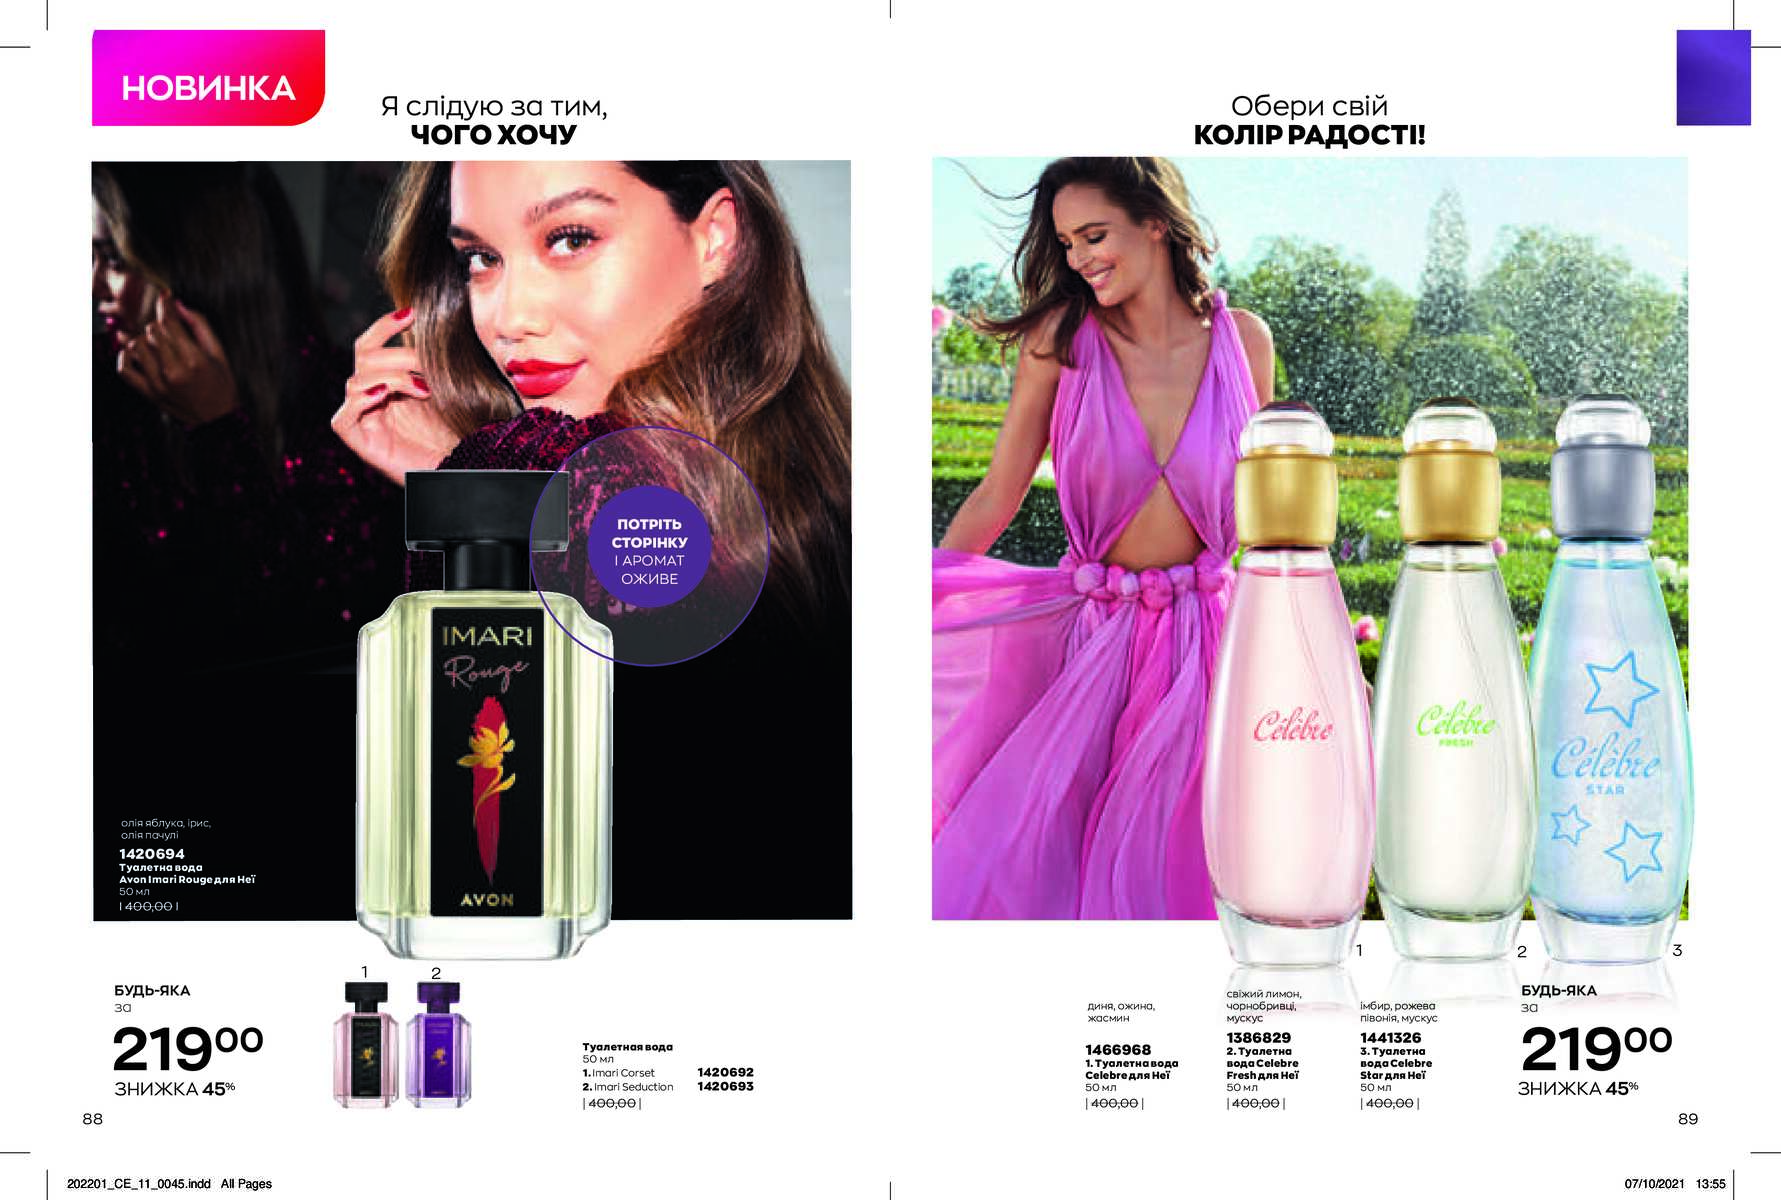 НОВИНКА
Я слідую за тим,
ЧОГО ХОЧУ
ПОТРІТЬ
СТОРІНКУ
І АРОМАТ
ОЖИВЕ
IMARI
Rouge
AVON
олія яблука, ірис,
олія пачулі
1420694
Туалетна вода
Avon Imari Rouge для Неї
50 мл
| 400,00 |
БУДЬ-ЯКА
за
219⁰⁰
ЗНИЖКА 45%
1
2
IMARI
Туалетная вода
50 мл
1. Imari Corset 1420692
2. Imari Seduction 1420693
| 400,00 |
88
Обери свій
КОЛІР РАДОСТІ!
Célèbre
Célèbre
FRESH
Célèbre
STAR
1
2
3
диня, ожина,
жасмин
1466968
1. Туалетна вода
Celebre для Неї
50 мл
| 400,00 |
свіжий лимон,
чорнобривці,
мускус
1386829
2. Туалетна
вода Celebre
Fresh для Неї
50 мл
| 400,00 |
імбир, рожева
півонія, мускус
1441326
3. Туалетна
вода Celebre
Star для Неї
50 мл
| 400,00 |
БУДЬ-ЯКА
за
219⁰⁰
ЗНИЖКА 45%
89
202201_CE_11_0045.indd All Pages
07/10/2021 13:55